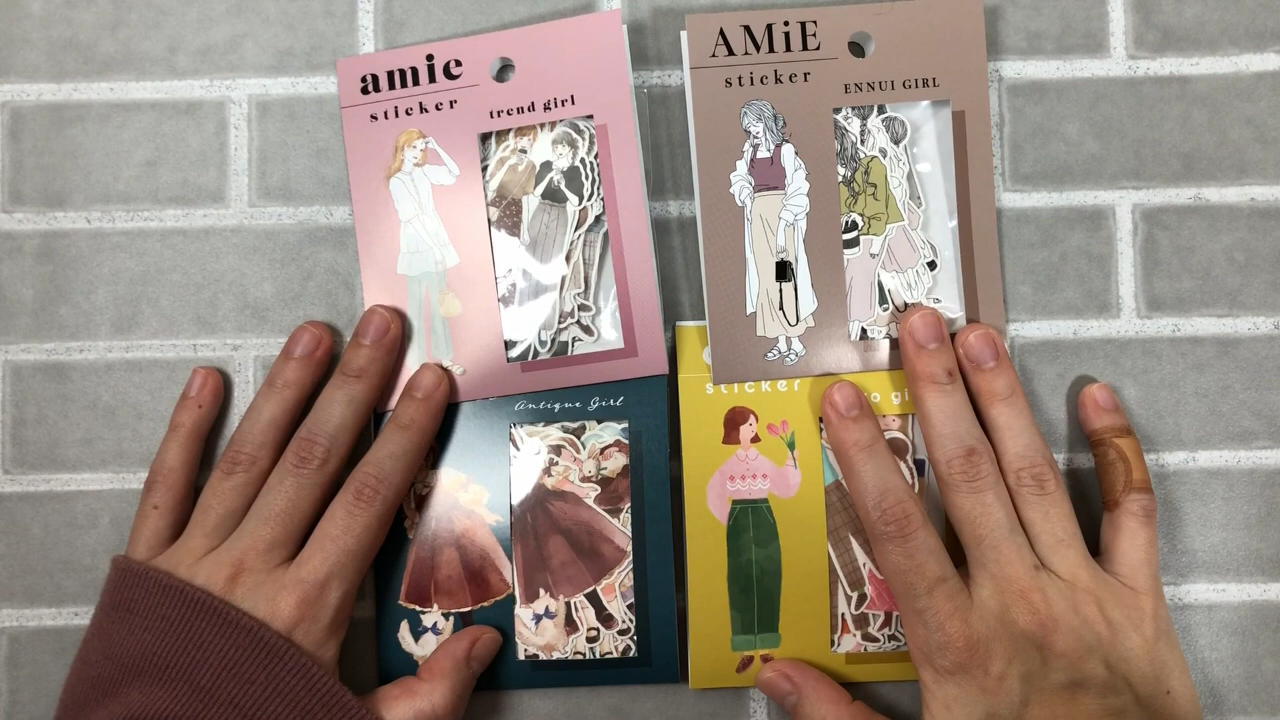 amie
sticker
trend girl
AMiE
sticker
ENNUI GIRL
Antique Girl
sticker